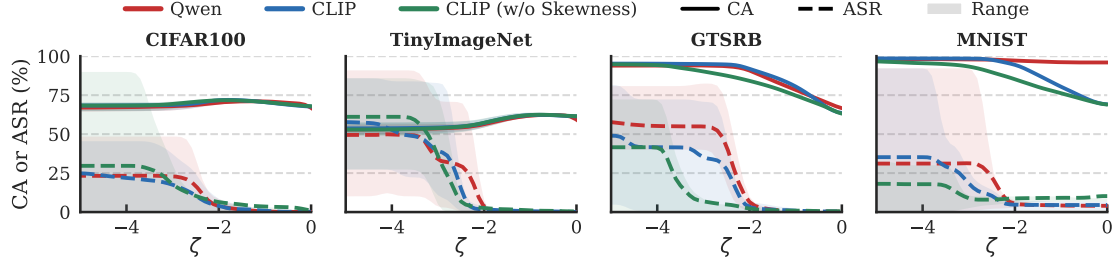 Qwen CLIP CLIP (w/o Skewness) CA ASR Range
CIFAR100 TinyImageNet GTSRB MNIST
CA or ASR (%)
100
75
50
25
0
−4 −2 0 −4 −2 0 −4 −2 0 −4 −2 0
ζ ζ ζ ζ